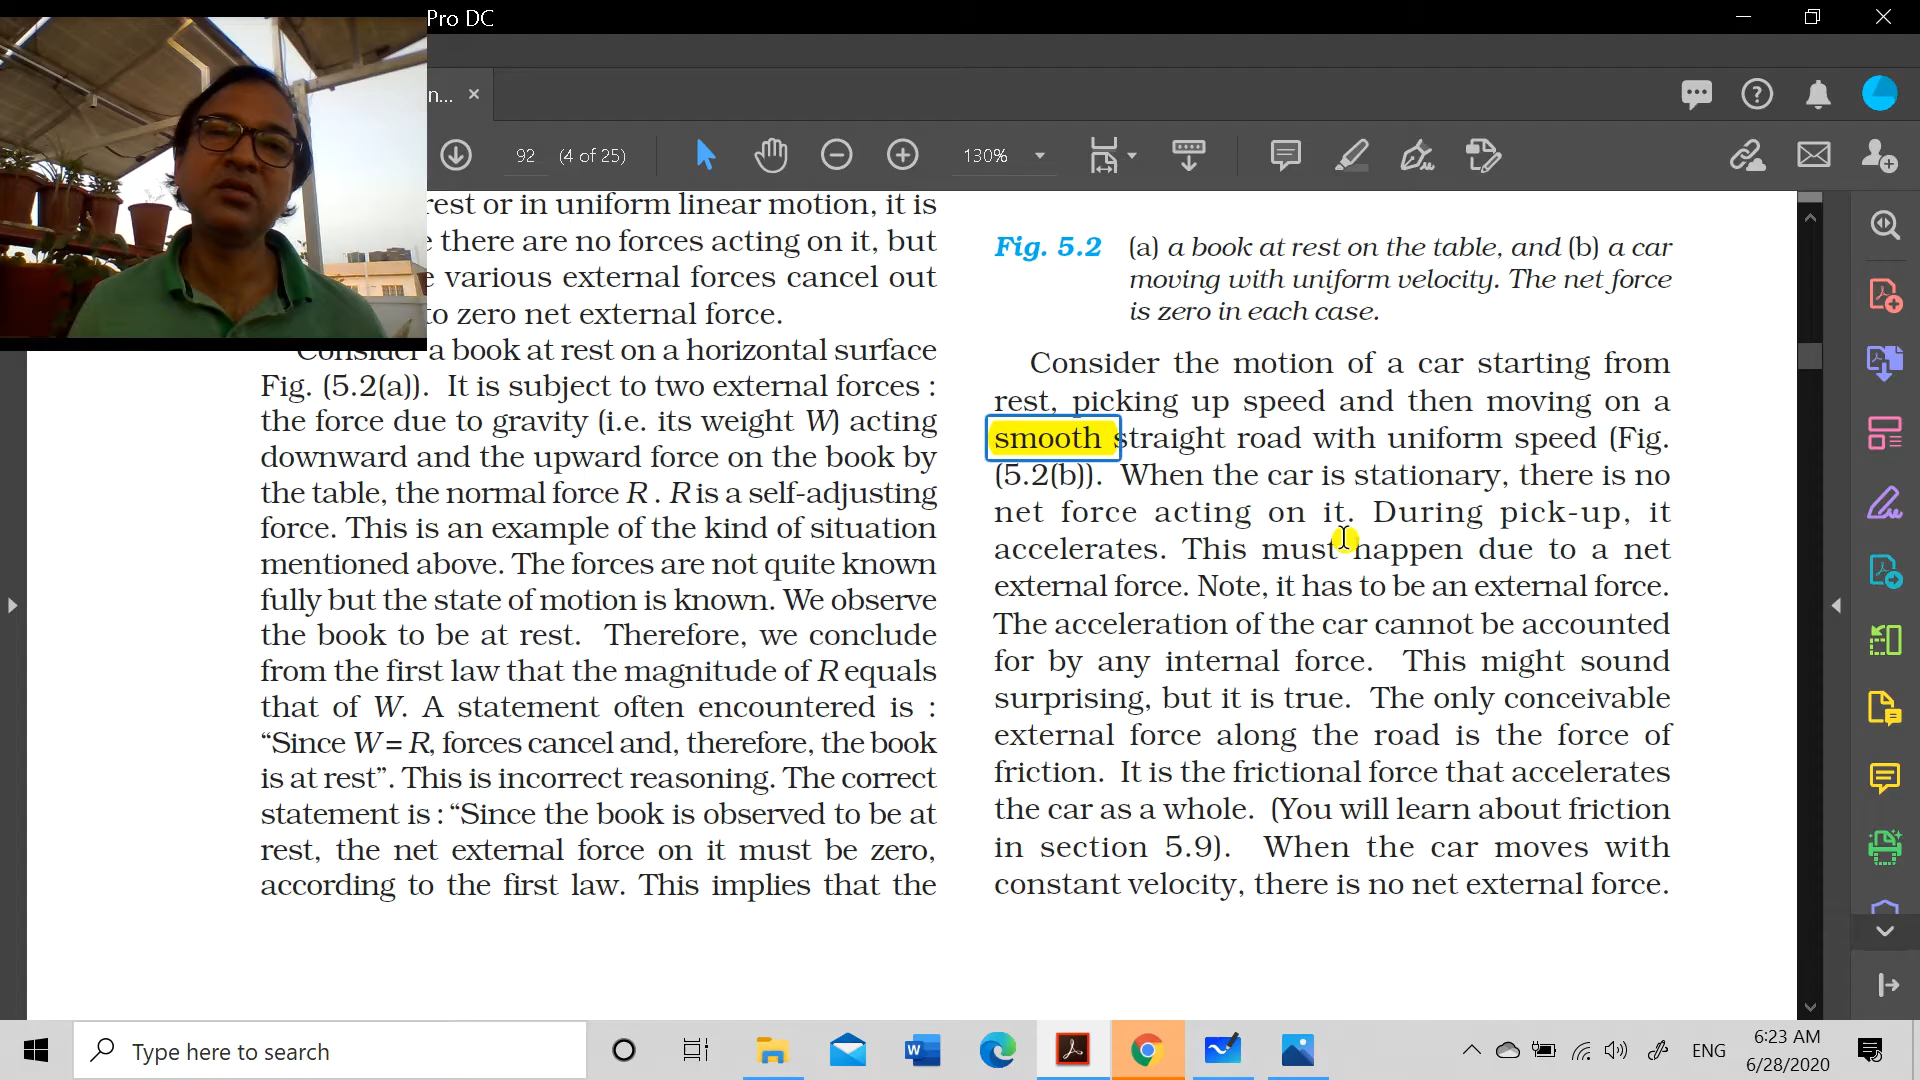 Pro DC
n...
92 (4 of 25)
130%
rest or in uniform linear motion, it is
there are no forces acting on it, but
various external forces cancel out
to zero net external force.
Consider a book at rest on a horizontal surface
Fig. (5.2(a)). It is subject to two external forces :
the force due to gravity (i.e. its weight W) acting
downward and the upward force on the book by
the table, the normal force R . R is a self-adjusting
force. This is an example of the kind of situation
mentioned above. The forces are not quite known
fully but the state of motion is known. We observe
the book to be at rest. Therefore, we conclude
from the first law that the magnitude of R equals
that of W. A statement often encountered is :
“Since W = R, forces cancel and, therefore, the book
is at rest”. This is incorrect reasoning. The correct
statement is : “Since the book is observed to be at
rest, the net external force on it must be zero,
according to the first law. This implies that the
Fig. 5.2 (a) a book at rest on the table, and (b) a car
moving with uniform velocity. The net force
is zero in each case.
Consider the motion of a car starting from
rest, picking up speed and then moving on a
smooth straight road with uniform speed (Fig.
(5.2(b)). When the car is stationary, there is no
net force acting on it. During pick-up, it
accelerates. This must happen due to a net
external force. Note, it has to be an external force.
The acceleration of the car cannot be accounted
for by any internal force. This might sound
surprising, but it is true. The only conceivable
external force along the road is the force of
friction. It is the frictional force that accelerates
the car as a whole. (You will learn about friction
in section 5.9). When the car moves with
constant velocity, there is no net external force.
Type here to search
ENG
6:23 AM
6/28/2020